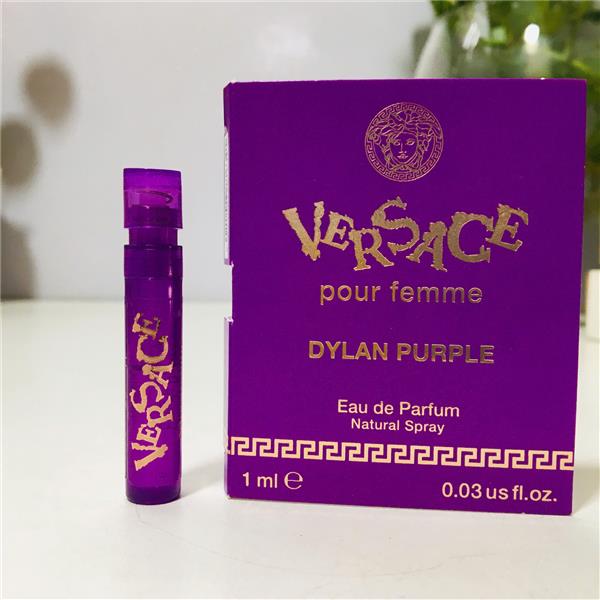 VERSACE
VERSACE
pour femme
DYLAN PURPLE
Eau de Parfum
Natural Spray
1 ml ℮
0.03 us fl.oz.